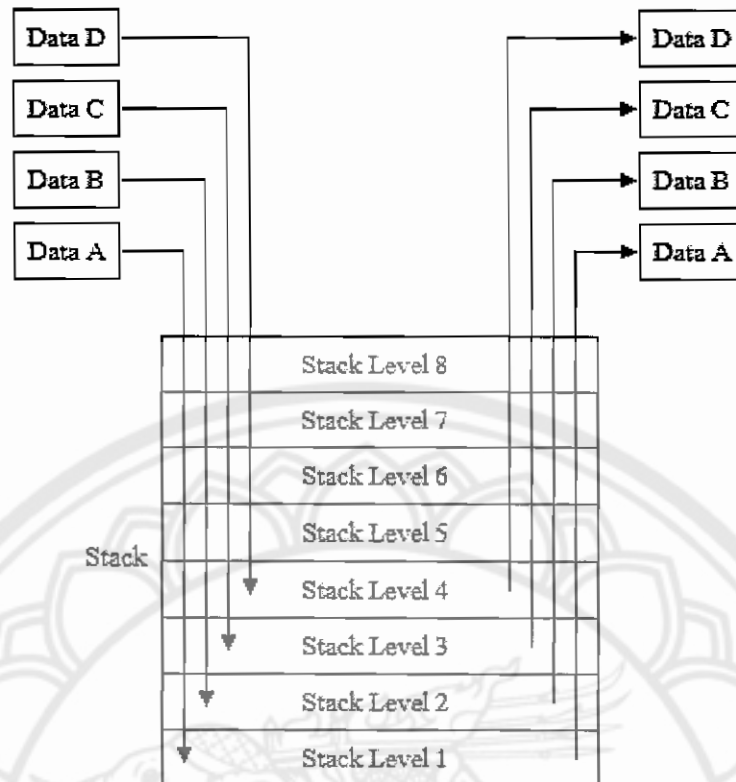 Data D
Data D
Data C
Data C
Data B
Data B
Data A
Data A
Stack Level 8
Stack Level 7
Stack Level 6
Stack Level 5
Stack
Stack Level 4
Stack Level 3
Stack Level 2
Stack Level 1